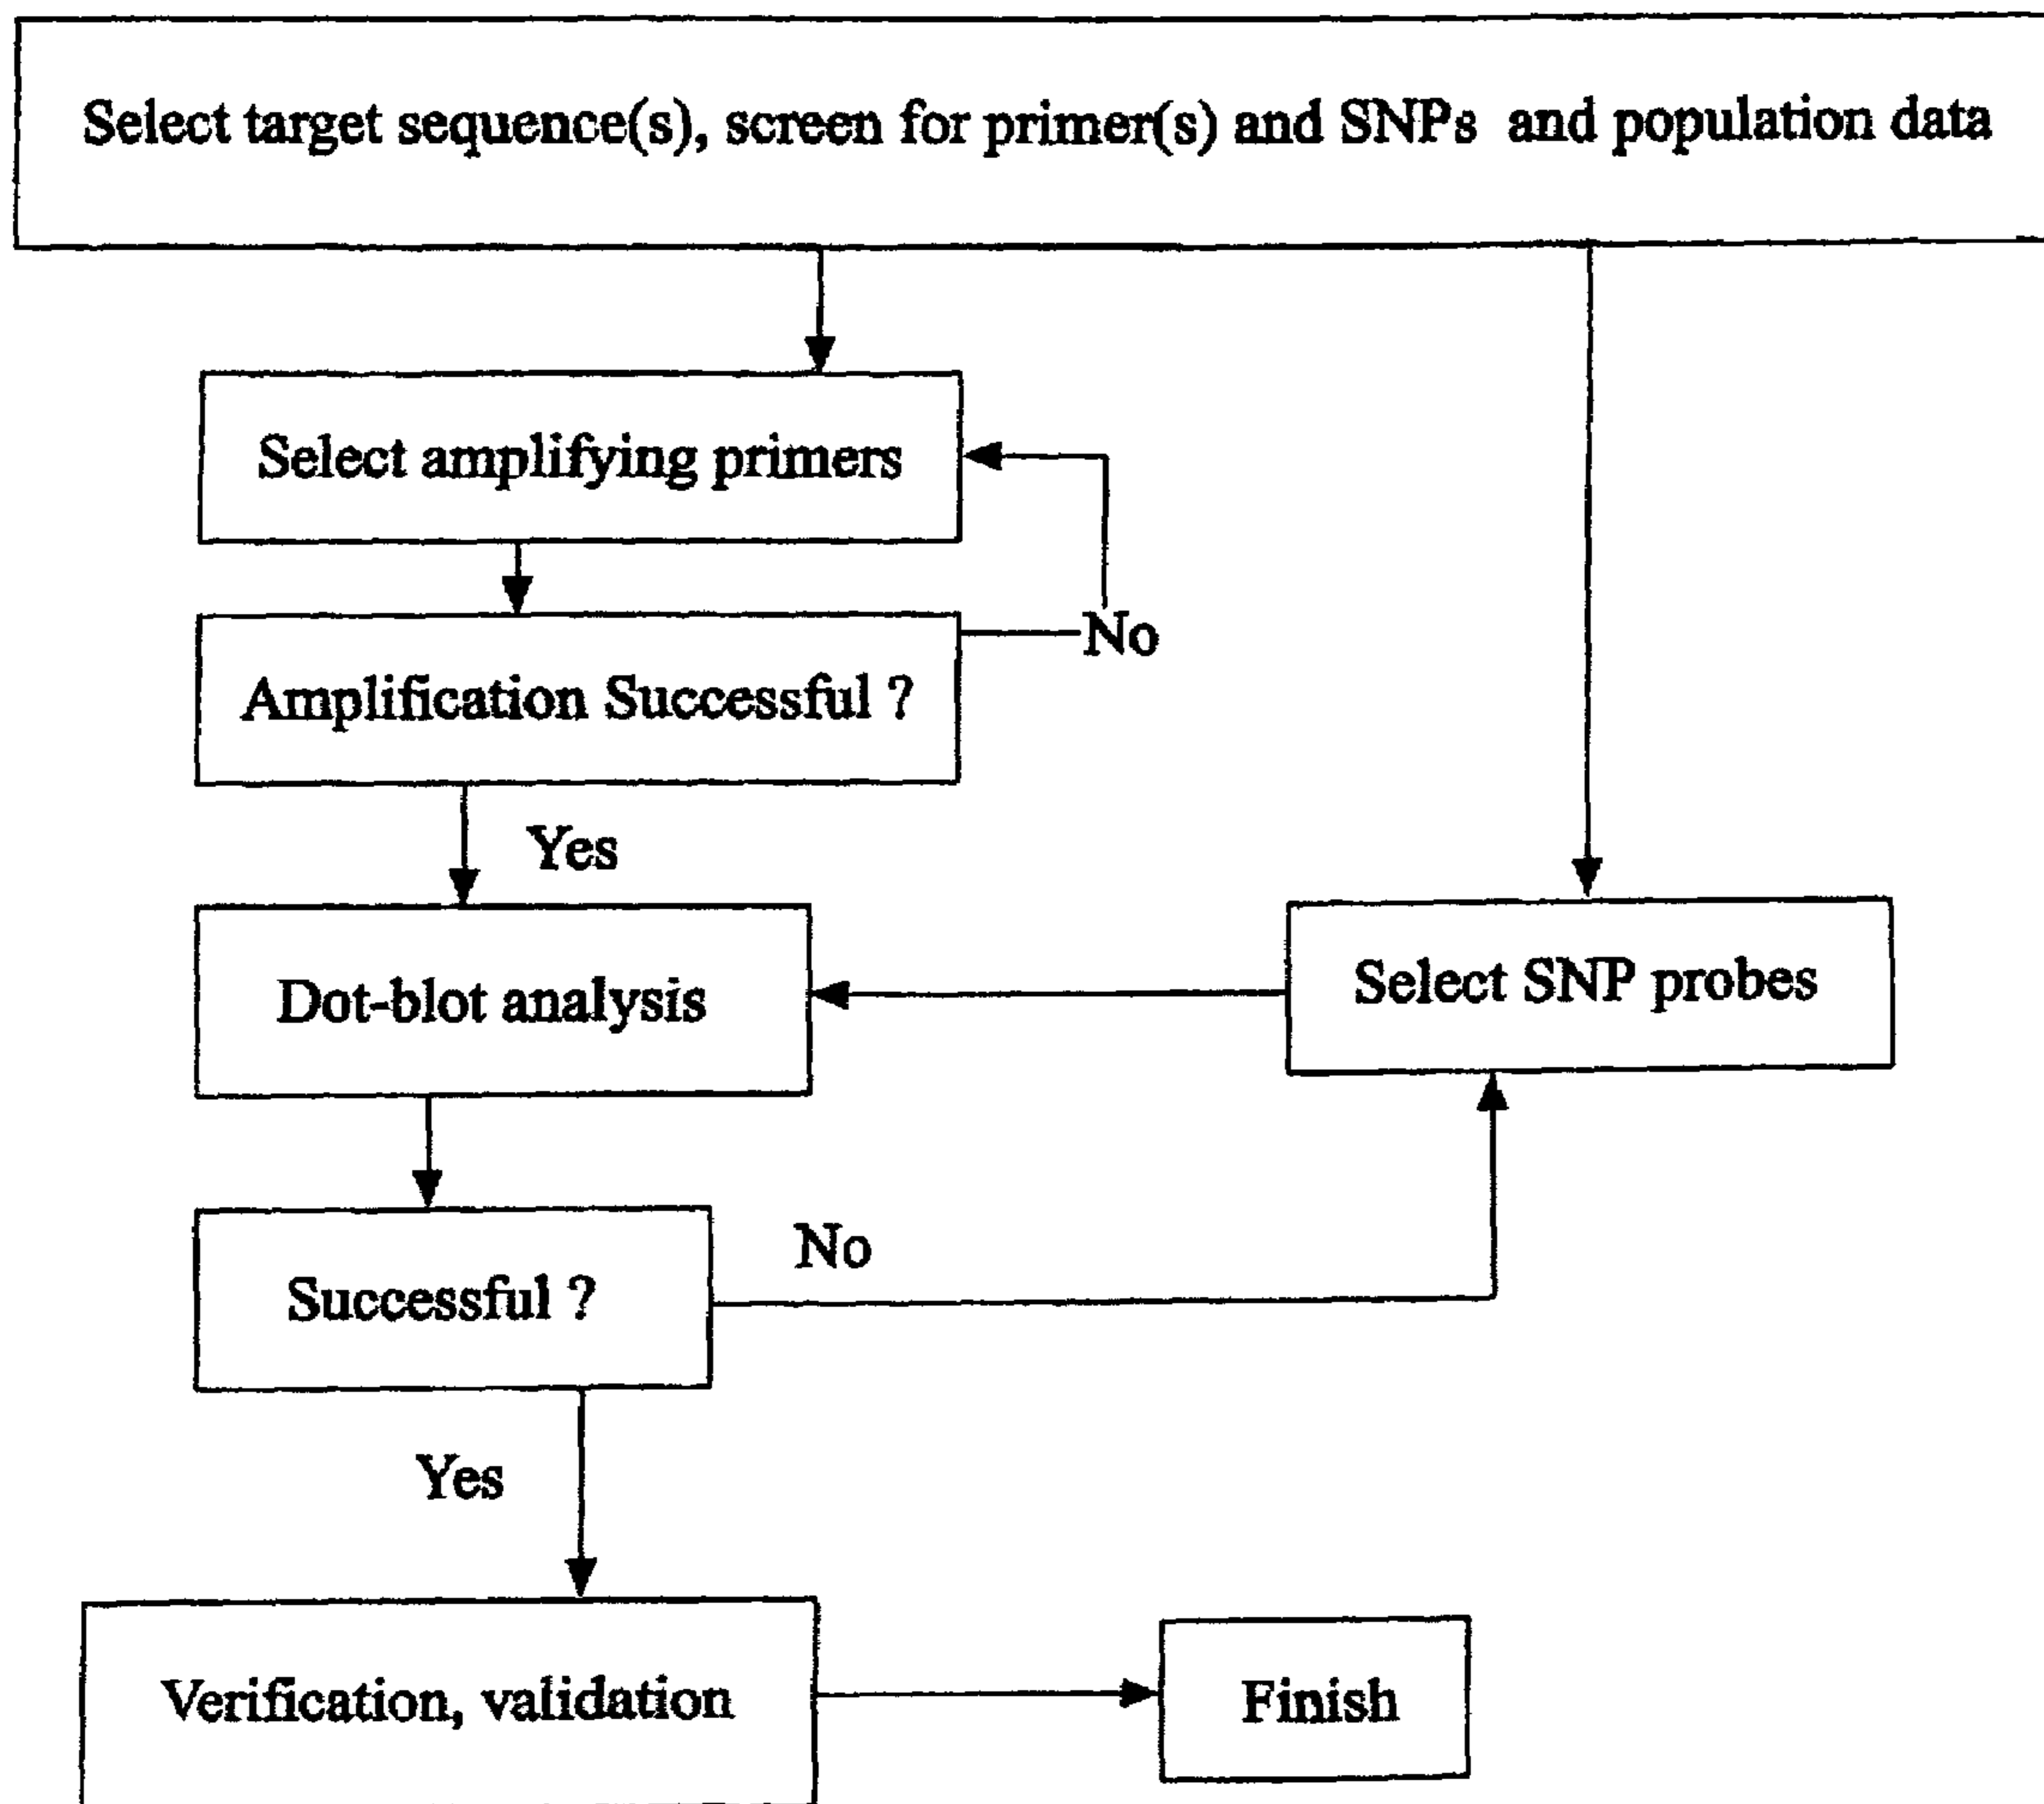 Select target sequence(s), screen for primer(s) and SNPs and population data
Select amplifying primers
No
Amplification Successful ?
Yes
Dot-blot analysis
Select SNP probes
No
Successful ?
Yes
Verification, validation
Finish